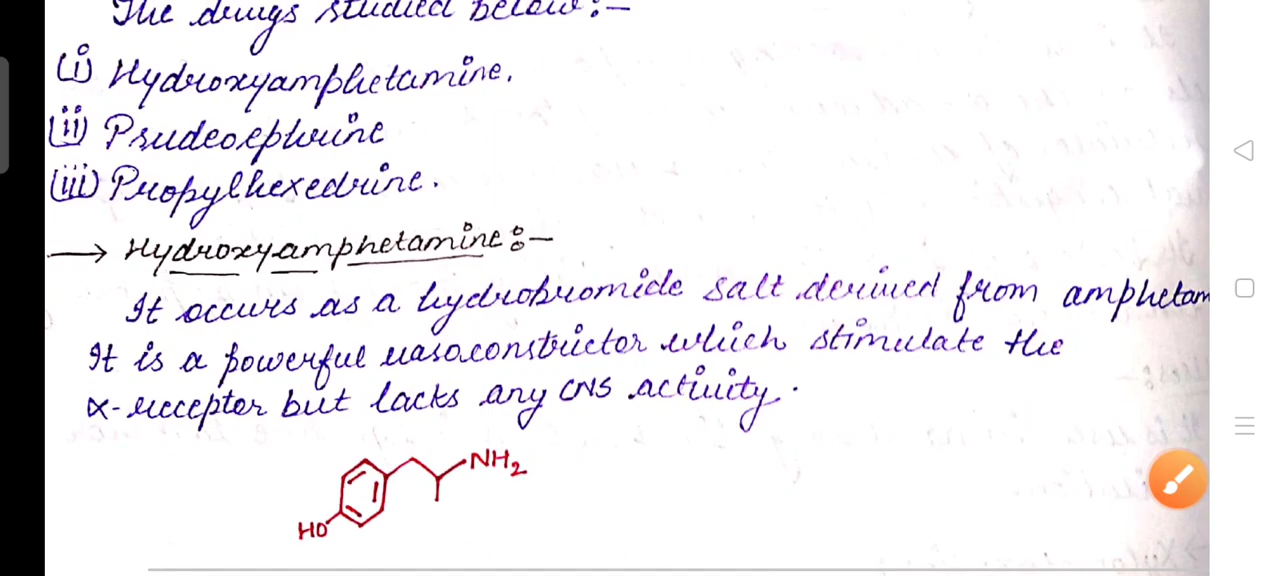 The drugs studied below :-
(i) Hydroxyamphetamine.
(ii) Psudeoephrine
(iii) Propylhexedrine.
→ Hydroxyamphetamine :-
It occurs as a hydrobromide salt derived from amphetam
It is a powerful vasoconstrictor which stimulate the
α-receptor but lacks any CNS activity.
NH2
HO